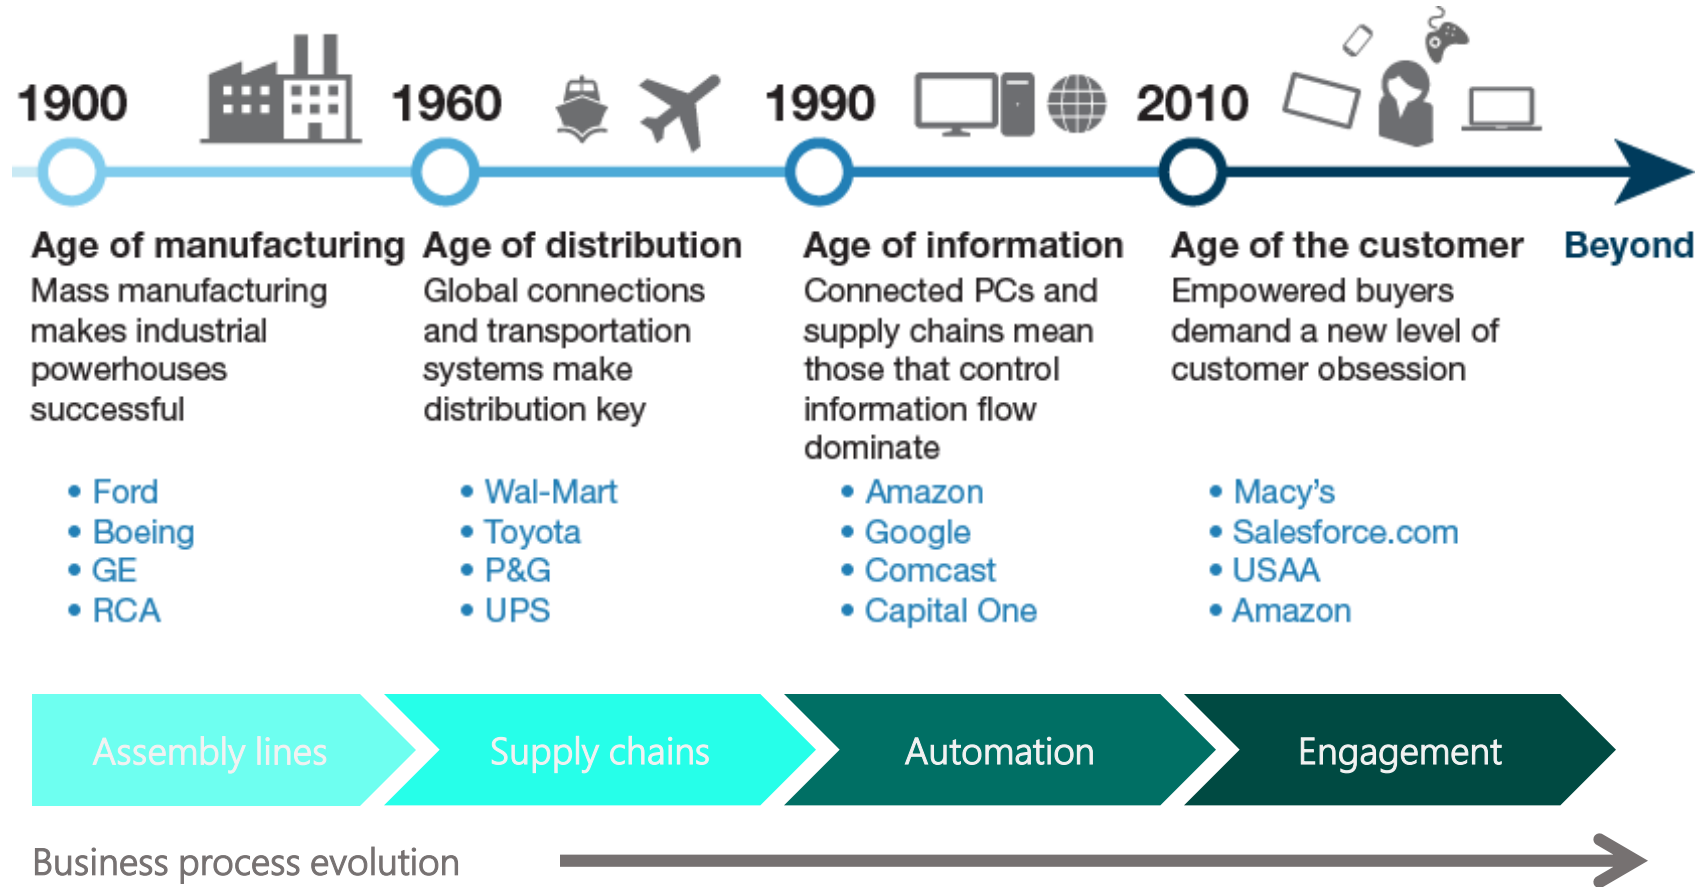 1900
1960
1990
2010
Age of manufacturing
Mass manufacturing
makes industrial
powerhouses
successful
• Ford
• Boeing
• GE
• RCA
Age of distribution
Global connections
and transportation
systems make
distribution key
• Wal-Mart
• Toyota
• P&G
• UPS
Age of information
Connected PCs and
supply chains mean
those that control
information flow
dominate
• Amazon
• Google
• Comcast
• Capital One
Age of the customer
Empowered buyers
demand a new level of
customer obsession
• Macy’s
• Salesforce.com
• USAA
• Amazon
Beyond
Assembly lines
Supply chains
Automation
Engagement
Business process evolution